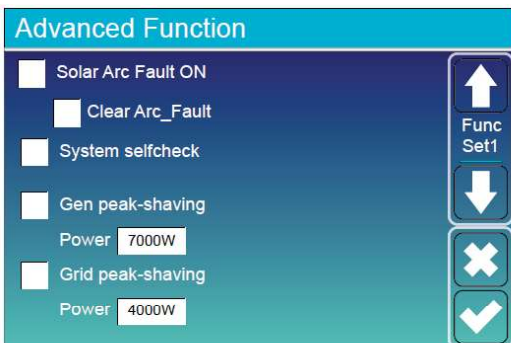 Advanced Function
Solar Arc Fault ON
Clear Arc_Fault
System selfcheck
Gen peak-shaving
Power 7000W
Grid peak-shaving
Power 4000W
Func
Set1